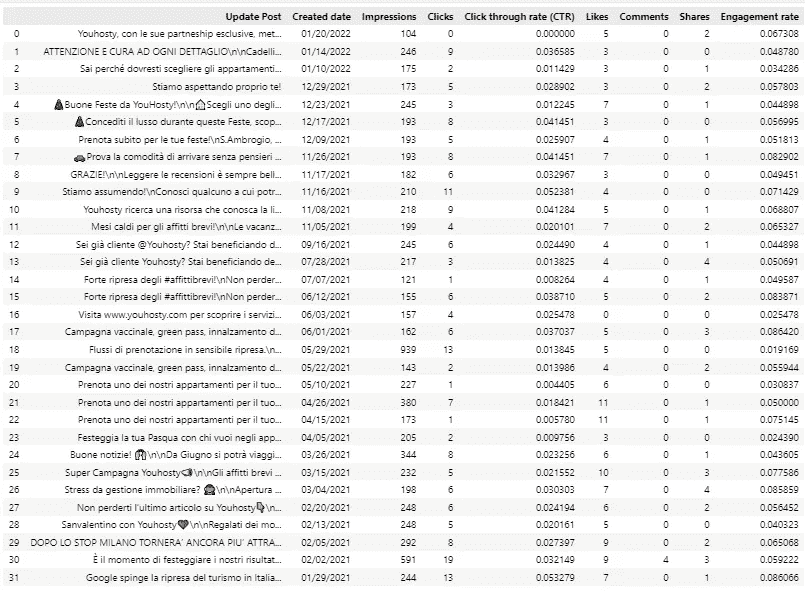 Update Post Created date Impressions Clicks Click through rate (CTR) Likes Comments Shares Engagement rate
0 Youhosty, con le sue partneship esclusive, met... 01/20/2022 104 0 0.000000 5 0 2 0.067308
1 ATTENZIONE E CURA AD OGNI DETTAGLIO\n\nCadelli... 01/14/2022 246 9 0.036585 3 0 0 0.048780
2 Sai perché dovresti scegliere gli appartamenti... 01/10/2022 175 2 0.011429 3 0 1 0.034286
3 Stiamo aspettando proprio te! 12/31/2021 173 5 0.028902 3 0 2 0.057803
4 🎄Buone Feste da YouHosty!\n\n🏠Scegli uno degli... 12/23/2021 245 3 0.012245 7 0 1 0.044898
5 🎄Concediti il lusso durante queste Feste, scop... 12/17/2021 193 8 0.041451 3 0 0 0.056995
6 Prenota subito per le tue feste!\nS.Ambrogio, ... 12/09/2021 193 5 0.025907 4 0 1 0.051813
7 🚗Prova la comodità di arrivare senza pensieri ... 11/26/2021 193 8 0.041451 7 0 1 0.082902
8 GRAZIE!\n\nLeggere le recensioni è sempre bell... 11/17/2021 182 6 0.032967 3 0 0 0.049451
9 Stiamo assumendo!\nConosci qualcuno a cui potr... 11/16/2021 210 11 0.052381 4 0 0 0.071429
10 Youhosty ricerca una risorsa che conosca la li... 11/08/2021 218 9 0.041284 5 0 1 0.068807
11 Mesi caldi per gli affitti brevi!\n\nLe vacanz... 11/05/2021 199 4 0.020101 7 0 2 0.065327
12 Sei già cliente @Youhosty? Stai beneficiando d... 09/16/2021 245 6 0.024490 4 0 1 0.044898
13 Sei già cliente Youhosty? Stai beneficiando de... 07/28/2021 217 3 0.013825 4 0 4 0.050691
14 Forte ripresa degli #affittibrevi!\nNon perder... 07/07/2021 121 1 0.008264 4 0 1 0.049587
15 Forte ripresa degli #affittibrevi!\nNon perder... 06/12/2021 155 6 0.038710 5 0 2 0.083871
16 Visita www.youhosty.com per scoprire i servizi... 06/03/2021 157 4 0.025478 0 0 0 0.025478
17 Campagna vaccinale, green pass, innalzamento d... 06/01/2021 162 6 0.037037 5 0 3 0.086420
18 Flussi di prenotazione in sensibile ripresa.\n... 05/29/2021 939 13 0.013845 5 0 0 0.019169
19 Campagna vaccinale, green pass, innalzamento d... 05/22/2021 143 2 0.013986 4 0 2 0.055944
20 Prenota uno dei nostri appartamenti per il tuo... 05/10/2021 227 1 0.004405 6 0 0 0.030837
21 Prenota uno dei nostri appartamenti per il tuo... 04/26/2021 380 7 0.018421 11 0 1 0.050000
22 Prenota uno dei nostri appartamenti per il tuo... 04/15/2021 173 1 0.005780 11 0 1 0.075145
23 Festeggia la tua Pasqua con chi vuoi negli app... 04/05/2021 205 2 0.009756 3 0 0 0.024390
24 Buone notizie! \n\nDa Giugno si potrà viaggi... 03/26/2021 344 8 0.023256 6 0 1 0.043605
25 Super Campagna Youhosty\n\nGli affitti brevi ... 03/15/2021 232 5 0.021552 10 0 3 0.077586
26 Stress da gestione immobiliare? \n\nApertura ... 03/04/2021 198 6 0.030303 7 0 4 0.085859
27 Non perderti l'ultimo articolo su Youhosty\n... 02/20/2021 248 6 0.024194 6 0 2 0.056452
28 Sanvalentino con Youhosty🖤\n\nRegalati dei mo... 02/13/2021 248 5 0.020161 5 0 0 0.040323
29 DOPO LO STOP MILANO TORNERA' ANCORA PIU' ATTRA... 02/05/2021 292 8 0.027397 9 0 2 0.065068
30 È il momento di festeggiare i nostri risultat... 02/02/2021 591 19 0.032149 9 4 3 0.059222
31 Google spinge la ripresa del turismo in Italia... 01/29/2021 244 13 0.053279 7 0 1 0.086066